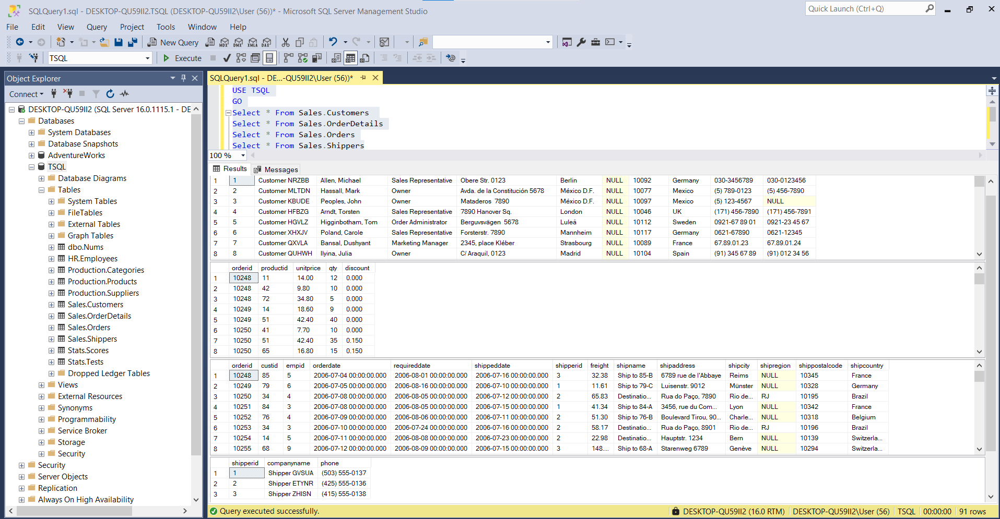 SQLQuery1.sql - DESKTOP-QU59II2.TSQL (DESKTOP-QU59II2\User (56))* - Microsoft SQL Server Management Studio
Quick Launch (Ctrl+Q)
File Edit View Query Project Tools Window Help
New Query MDX DMX XMLA DAX
TSQL Execute
Object Explorer
Connect
DESKTOP-QU59II2 (SQL Server 16.0.1115.1 - DE
Databases
System Databases
Database Snapshots
AdventureWorks
TSQL
Database Diagrams
Tables
System Tables
FileTables
External Tables
Graph Tables
dbo.Nums
HR.Employees
Production.Categories
Production.Products
Production.Suppliers
Sales.Customers
Sales.OrderDetails
Sales.Orders
Sales.Shippers
Stats.Scores
Stats.Tests
Dropped Ledger Tables
Views
External Resources
Synonyms
Programmability
Service Broker
Storage
Security
Security
Server Objects
Replication
Always On High Availability
SQLQuery1.sql - DE...-QU59II2\User (56))*
USE TSQL
GO
Select * From Sales.Customers
Select * From Sales.OrderDetails
Select * From Sales.Orders
Select * From Sales.Shippers
100 %
Results Messages
1 1 Customer NRZBB Allen, Michael Sales Representative Obere Str. 0123 Berlin NULL 10092 Germany 030-3456789 030-0123456
2 2 Customer MLTDN Hassall, Mark Owner Avda. de la Constitución 5678 México D.F. NULL 10077 Mexico (5) 789-0123 (5) 456-7890
3 3 Customer KBUDE Peoples, John Owner Mataderos 7890 México D.F. NULL 10097 Mexico (5) 123-4567 NULL
4 4 Customer HFBZG Arndt, Torsten Sales Representative 7890 Hanover Sq. London NULL 10046 UK (171) 456-7890 (171) 456-7891
5 5 Customer HGVLZ Higginbotham, Tom Order Administrator Berguvsvägen 5678 Luleå NULL 10112 Sweden 0921-67 89 01 0921-23 45 67
6 6 Customer XHXJV Poland, Carole Sales Representative Forsterstr. 7890 Mannheim NULL 10117 Germany 0621-67890 0621-12345
7 7 Customer QXVLA Bansal, Dushyant Marketing Manager 2345, place Kléber Strasbourg NULL 10089 France 67.89.01.23 67.89.01.24
8 8 Customer QUHWH Ilyina, Julia Owner C/ Araquil, 0123 Madrid NULL 10104 Spain (91) 345 67 89 (91) 012 34 56
orderid productid unitprice qty discount
1 10248 11 14.00 12 0.000
2 10248 42 9.80 10 0.000
3 10248 72 34.80 5 0.000
4 10249 14 18.60 9 0.000
5 10249 51 42.40 40 0.000
6 10250 41 7.70 10 0.000
7 10250 51 42.40 35 0.150
8 10250 65 16.80 15 0.150
orderid custid empid orderdate requireddate shippeddate shipperid freight shipname shipaddress shipcity shipregion shippostalcode shipcountry
1 10248 85 5 2006-07-04 00:00:00.000 2006-08-01 00:00:00.000 2006-07-16 00:00:00.000 3 32.38 Ship to 85-B 6789 rue de l'Abbaye Reims NULL 10345 France
2 10249 79 6 2006-07-05 00:00:00.000 2006-08-16 00:00:00.000 2006-07-10 00:00:00.000 1 11.61 Ship to 79-C Luisenstr. 9012 Münster NULL 10328 Germany
3 10250 34 4 2006-07-08 00:00:00.000 2006-08-05 00:00:00.000 2006-07-12 00:00:00.000 2 65.83 Destinatio... Rua do Paço, 7890 Rio de... RJ 10195 Brazil
4 10251 84 3 2006-07-08 00:00:00.000 2006-08-05 00:00:00.000 2006-07-15 00:00:00.000 1 41.34 Ship to 84-A 3456, rue du Com... Lyon NULL 10342 France
5 10252 76 4 2006-07-09 00:00:00.000 2006-08-06 00:00:00.000 2006-07-11 00:00:00.000 2 51.30 Ship to 76-B Boulevard Tirou, 90... Charle... NULL 10318 Belgium
6 10253 34 3 2006-07-10 00:00:00.000 2006-07-24 00:00:00.000 2006-07-16 00:00:00.000 2 58.17 Destinatio... Rua do Paço, 8901 Rio de... RJ 10196 Brazil
7 10254 14 5 2006-07-11 00:00:00.000 2006-08-08 00:00:00.000 2006-07-23 00:00:00.000 2 22.98 Destinatio... Hauptstr. 1234 Bern NULL 10139 Switzerla...
8 10255 68 9 2006-07-12 00:00:00.000 2006-08-09 00:00:00.000 2006-07-15 00:00:00.000 3 148.... Ship to 68-A Starenweg 6789 Genève NULL 10294 Switzerla...
shipperid companyname phone
1 1 Shipper GVSUA (503) 555-0137
2 2 Shipper ETYNR (425) 555-0136
3 3 Shipper ZHISN (415) 555-0138
Query executed successfully. DESKTOP-QU59II2 (16.0 RTM) DESKTOP-QU59II2\User (56) TSQL 00:00:00 91 rows